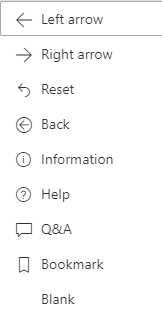 Left arrow
Right arrow
Reset
Back
Information
Help
Q&A
Bookmark
Blank